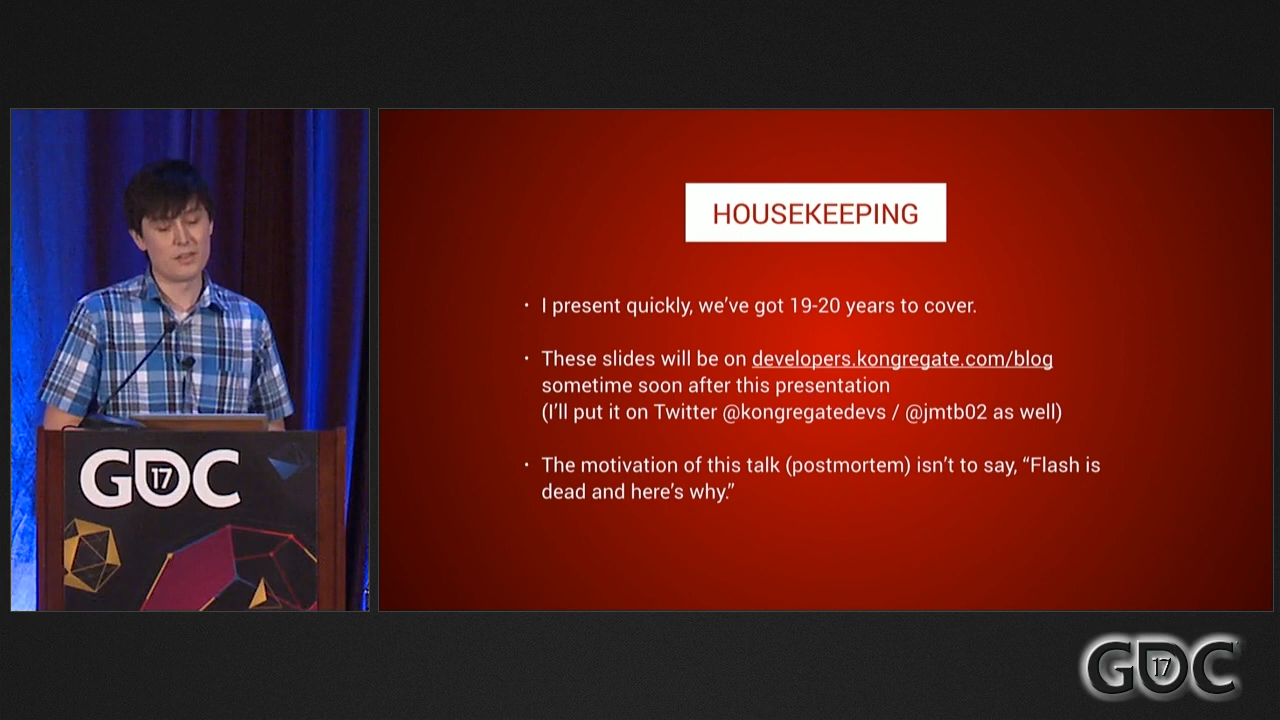 HOUSEKEEPING
· I present quickly, we’ve got 19-20 years to cover.
· These slides will be on developers.kongregate.com/blog
sometime soon after this presentation
(I’ll put it on Twitter @kongregatedevs / @jmtb02 as well)
· The motivation of this talk (postmortem) isn’t to say, “Flash is
dead and here’s why.”
GDC
17
GDC
17